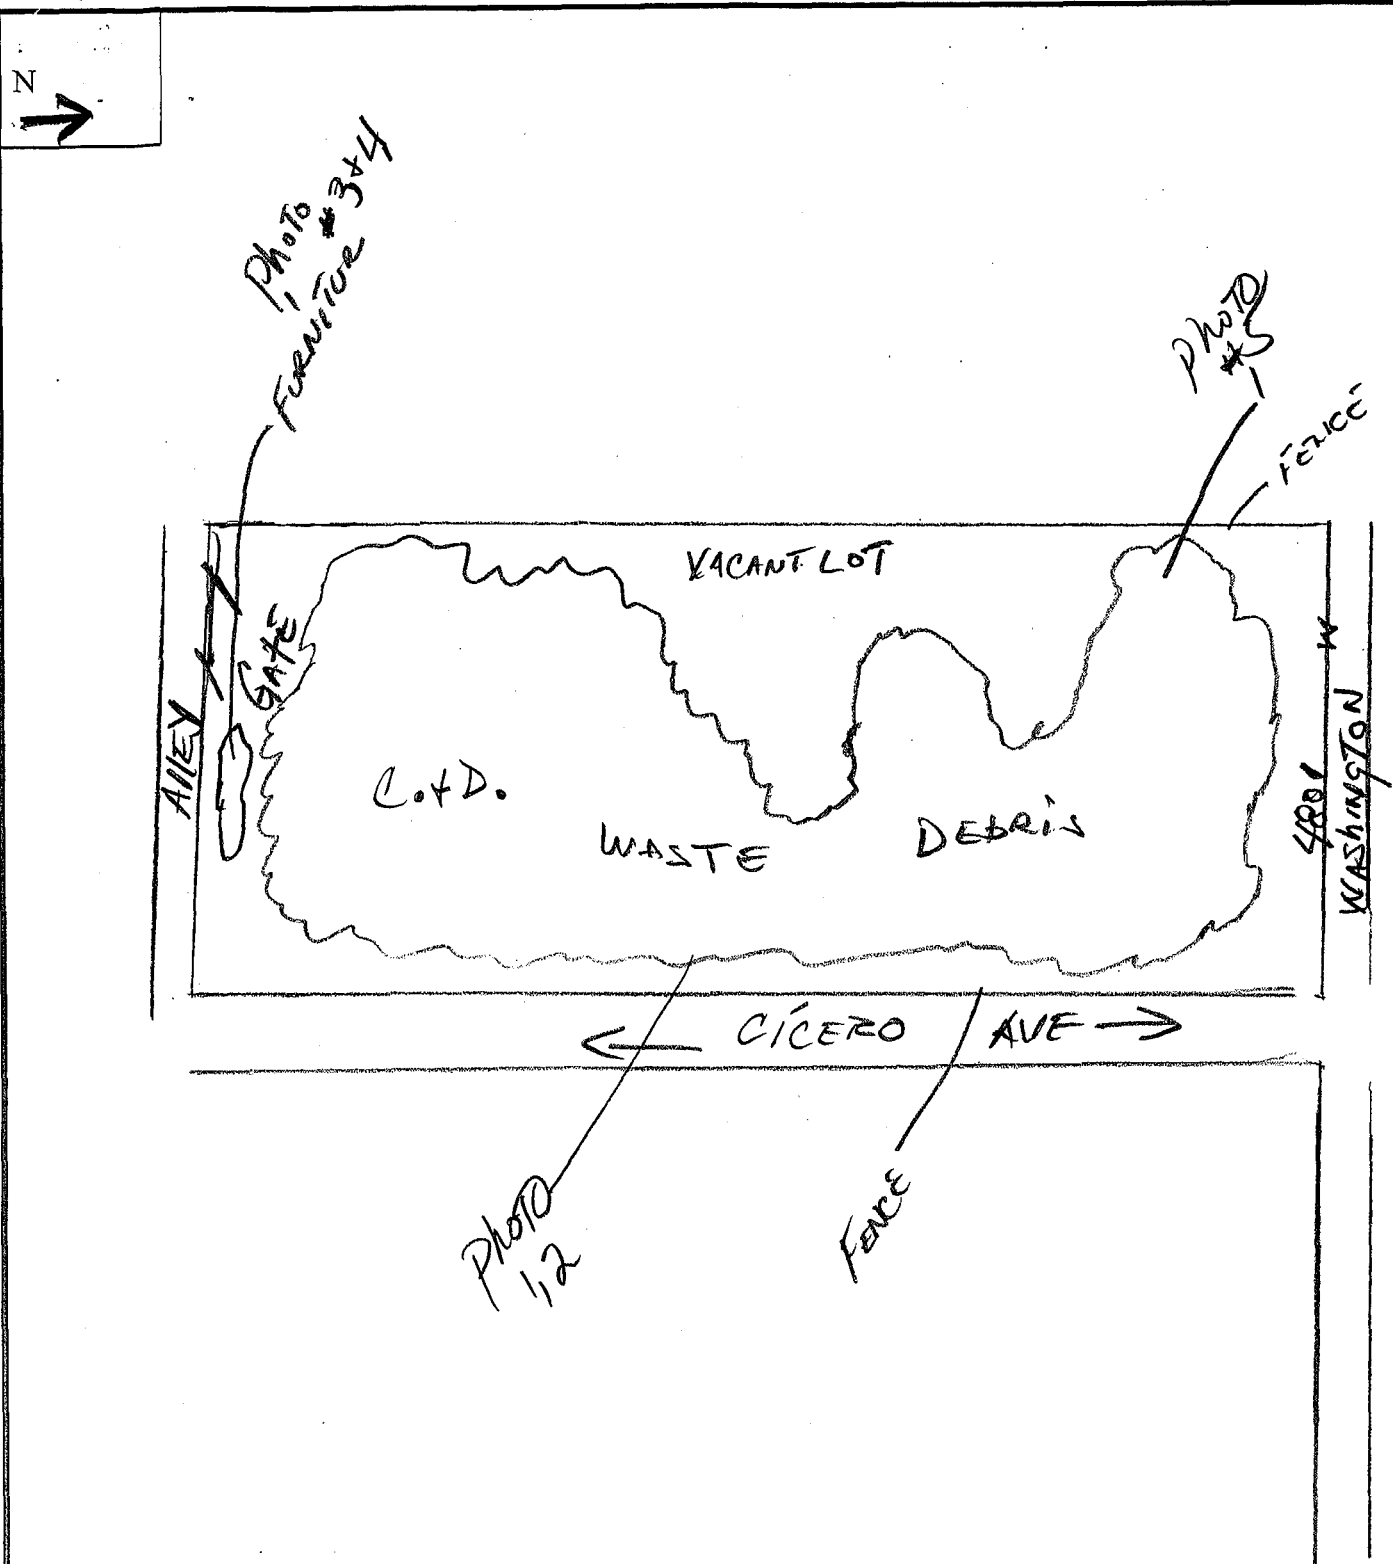 N
Photo
#3+4
FURNITUR
Photo
#5
FENCE
VACANT LOT
GATE
Alley
C.+D.
WASTE DEBRIS
W
4801
WAShINGTON
CICERO AVE
Photo
1,2
FENCE